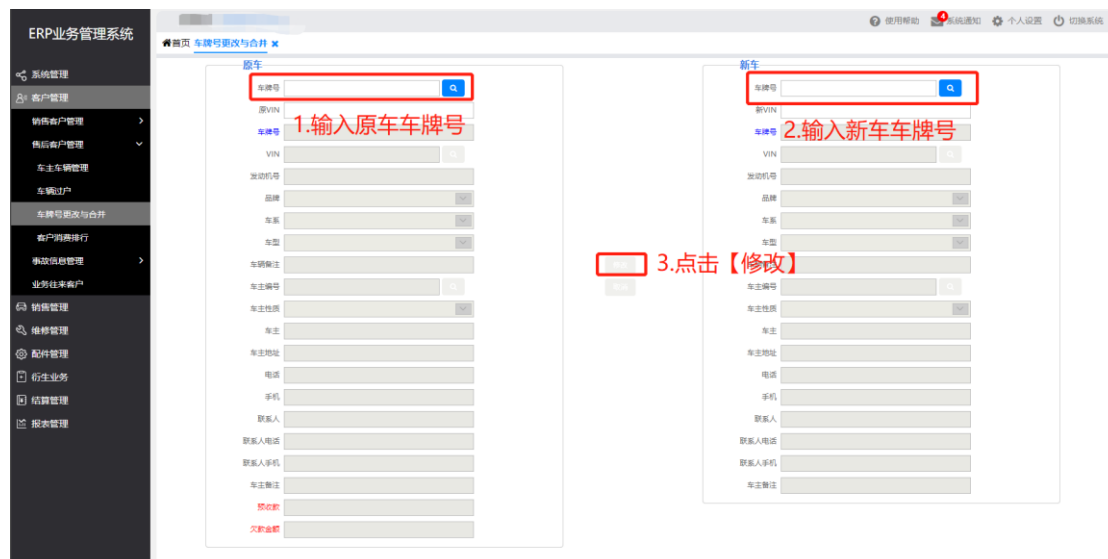 ERP业务管理系统
使用帮助
4
系统通知
个人设置
切换系统
首页 车牌号更改与合并 ×
系统管理
客户管理
销售客户管理
售后客户管理
车主车辆管理
车辆过户
车牌号更改与合并
客户消费排行
事故信息管理
业务往来客户
销售管理
维修管理
配件管理
衍生业务
结算管理
报表管理
原车
车牌号
原VIN
1.输入原车车牌号
车牌号
VIN
发动机号
品牌
车系
车型
车辆备注
车主编号
车主性质
车主
车主地址
电话
手机
联系人
联系人电话
联系人手机
车主备注
预收款
欠款金额
3.点击【修改】
新车
车牌号
新VIN
2.输入新车车牌号
车牌号
VIN
发动机号
品牌
车系
车型
车主编号
车主性质
车主
车主地址
电话
手机
联系人
联系人电话
联系人手机
车主备注